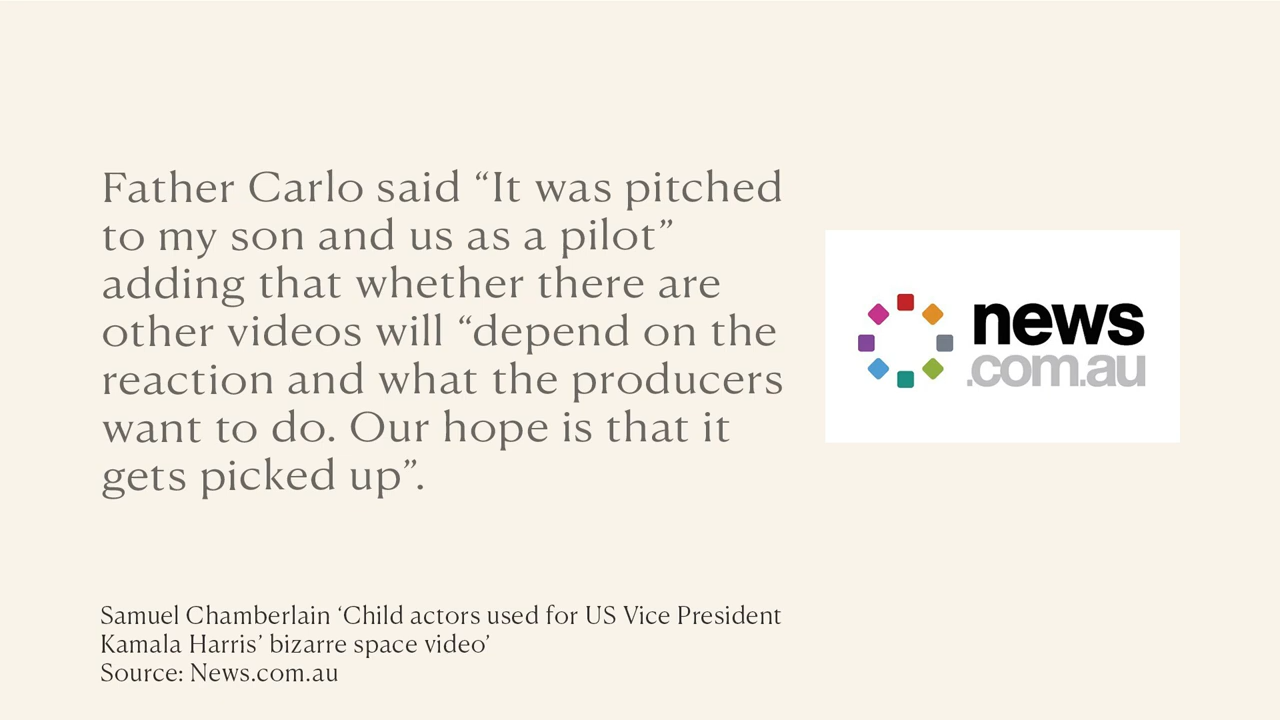 Father Carlo said “It was pitched
to my son and us as a pilot”
adding that whether there are
other videos will “depend on the
reaction and what the producers
want to do. Our hope is that it
gets picked up”.
news
.com.au
Samuel Chamberlain ‘Child actors used for US Vice President
Kamala Harris’ bizarre space video’
Source: News.com.au